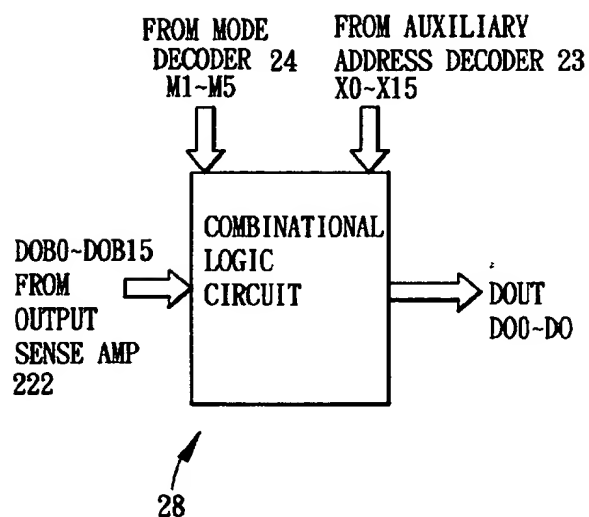 FROM MODE
DECODER 24
M1~M5
FROM AUXILIARY
ADDRESS DECODER 23
X0~X15
COMBINATIONAL
LOGIC
CIRCUIT
DOB0~DOB15
FROM
OUTPUT
SENSE AMP
222
DOUT
DO0~DO
28